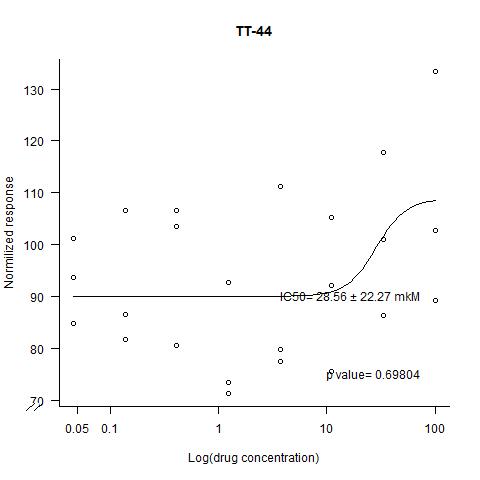 TT-44
Normilized response
130
120
110
100
90
80
70
IC50= 28.56 ± 22.27 mkM
p value= 0.69804
0.05 0.1 1 10 100
Log(drug concentration)